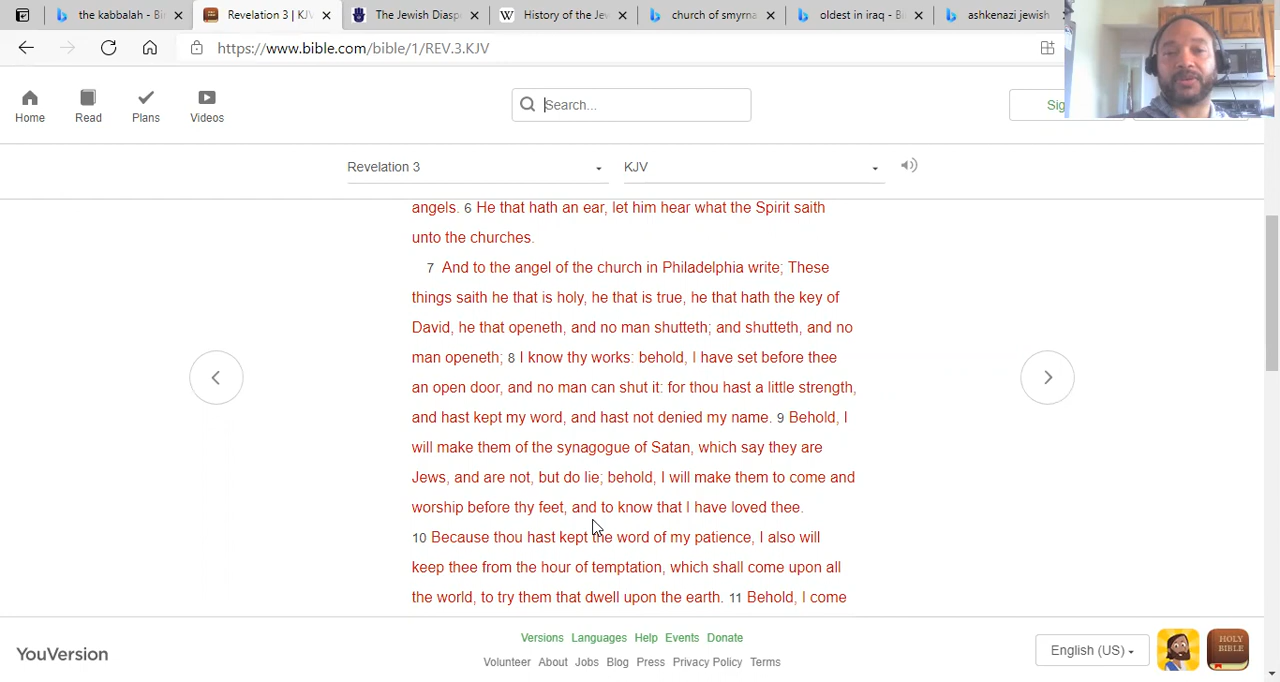 the kabbalah - Bin
Revelation 3 | KJV
The Jewish Diaspo
History of the Jew
church of smyrna
oldest in iraq - Bin
ashkenazi jewish
https://www.bible.com/bible/1/REV.3.KJV
Home Read Plans Videos
Search...
Sig
Revelation 3 KJV
angels. 6 He that hath an ear, let him hear what the Spirit saith
unto the churches.
7 And to the angel of the church in Philadelphia write; These
things saith he that is holy, he that is true, he that hath the key of
David, he that openeth, and no man shutteth; and shutteth, and no
man openeth; 8 I know thy works: behold, I have set before thee
an open door, and no man can shut it: for thou hast a little strength,
and hast kept my word, and hast not denied my name. 9 Behold, I
will make them of the synagogue of Satan, which say they are
Jews, and are not, but do lie; behold, I will make them to come and
worship before thy feet, and to know that I have loved thee.
10 Because thou hast kept the word of my patience, I also will
keep thee from the hour of temptation, which shall come upon all
the world, to try them that dwell upon the earth. 11 Behold, I come
Versions Languages Help Events Donate
YouVersion
Volunteer About Jobs Blog Press Privacy Policy Terms
English (US)
HOLY
BIBLE